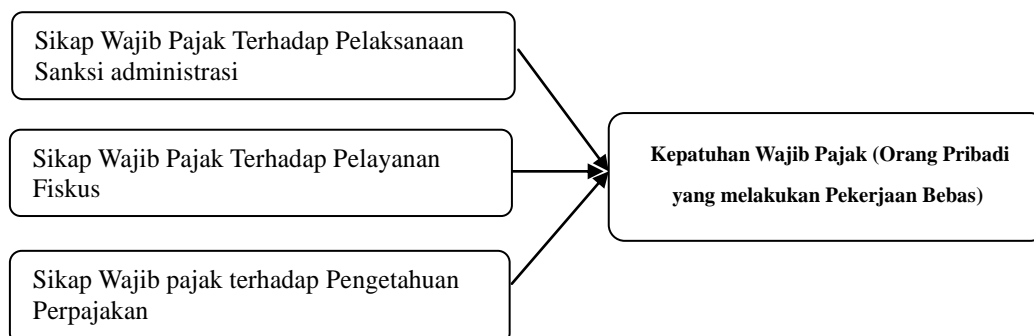 Sikap Wajib Pajak Terhadap Pelaksanaan
Sanksi administrasi
Sikap Wajib Pajak Terhadap Pelayanan
Fiskus
Kepatuhan Wajib Pajak (Orang Pribadi
yang melakukan Pekerjaan Bebas)
Sikap Wajib pajak terhadap Pengetahuan
Perpajakan